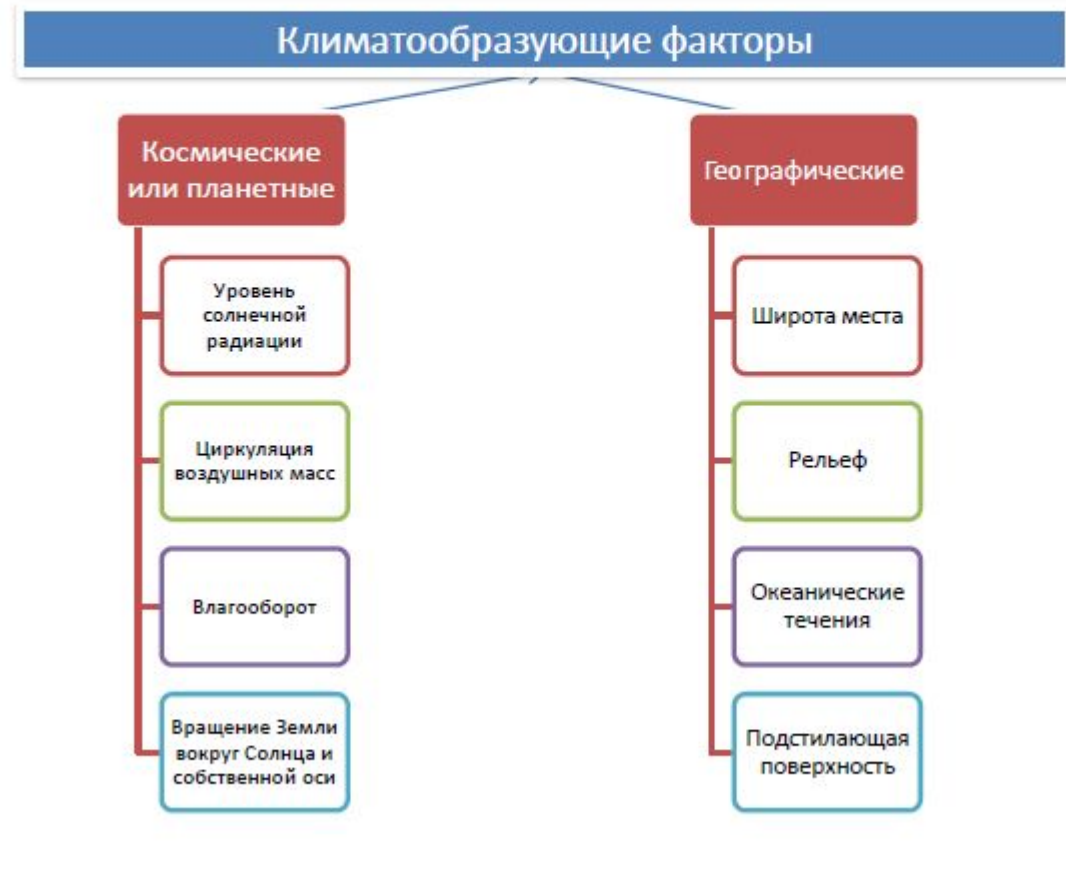 Климатообразующие факторы
Космические
или планетные
Уровень
солнечной
радиации
Циркуляция
воздушных масс
Влагооборот
Вращение Земли
вокруг Солнца и
собственной оси
Географические
Широта места
Рельеф
Океанические
течения
Подстилающая
поверхность